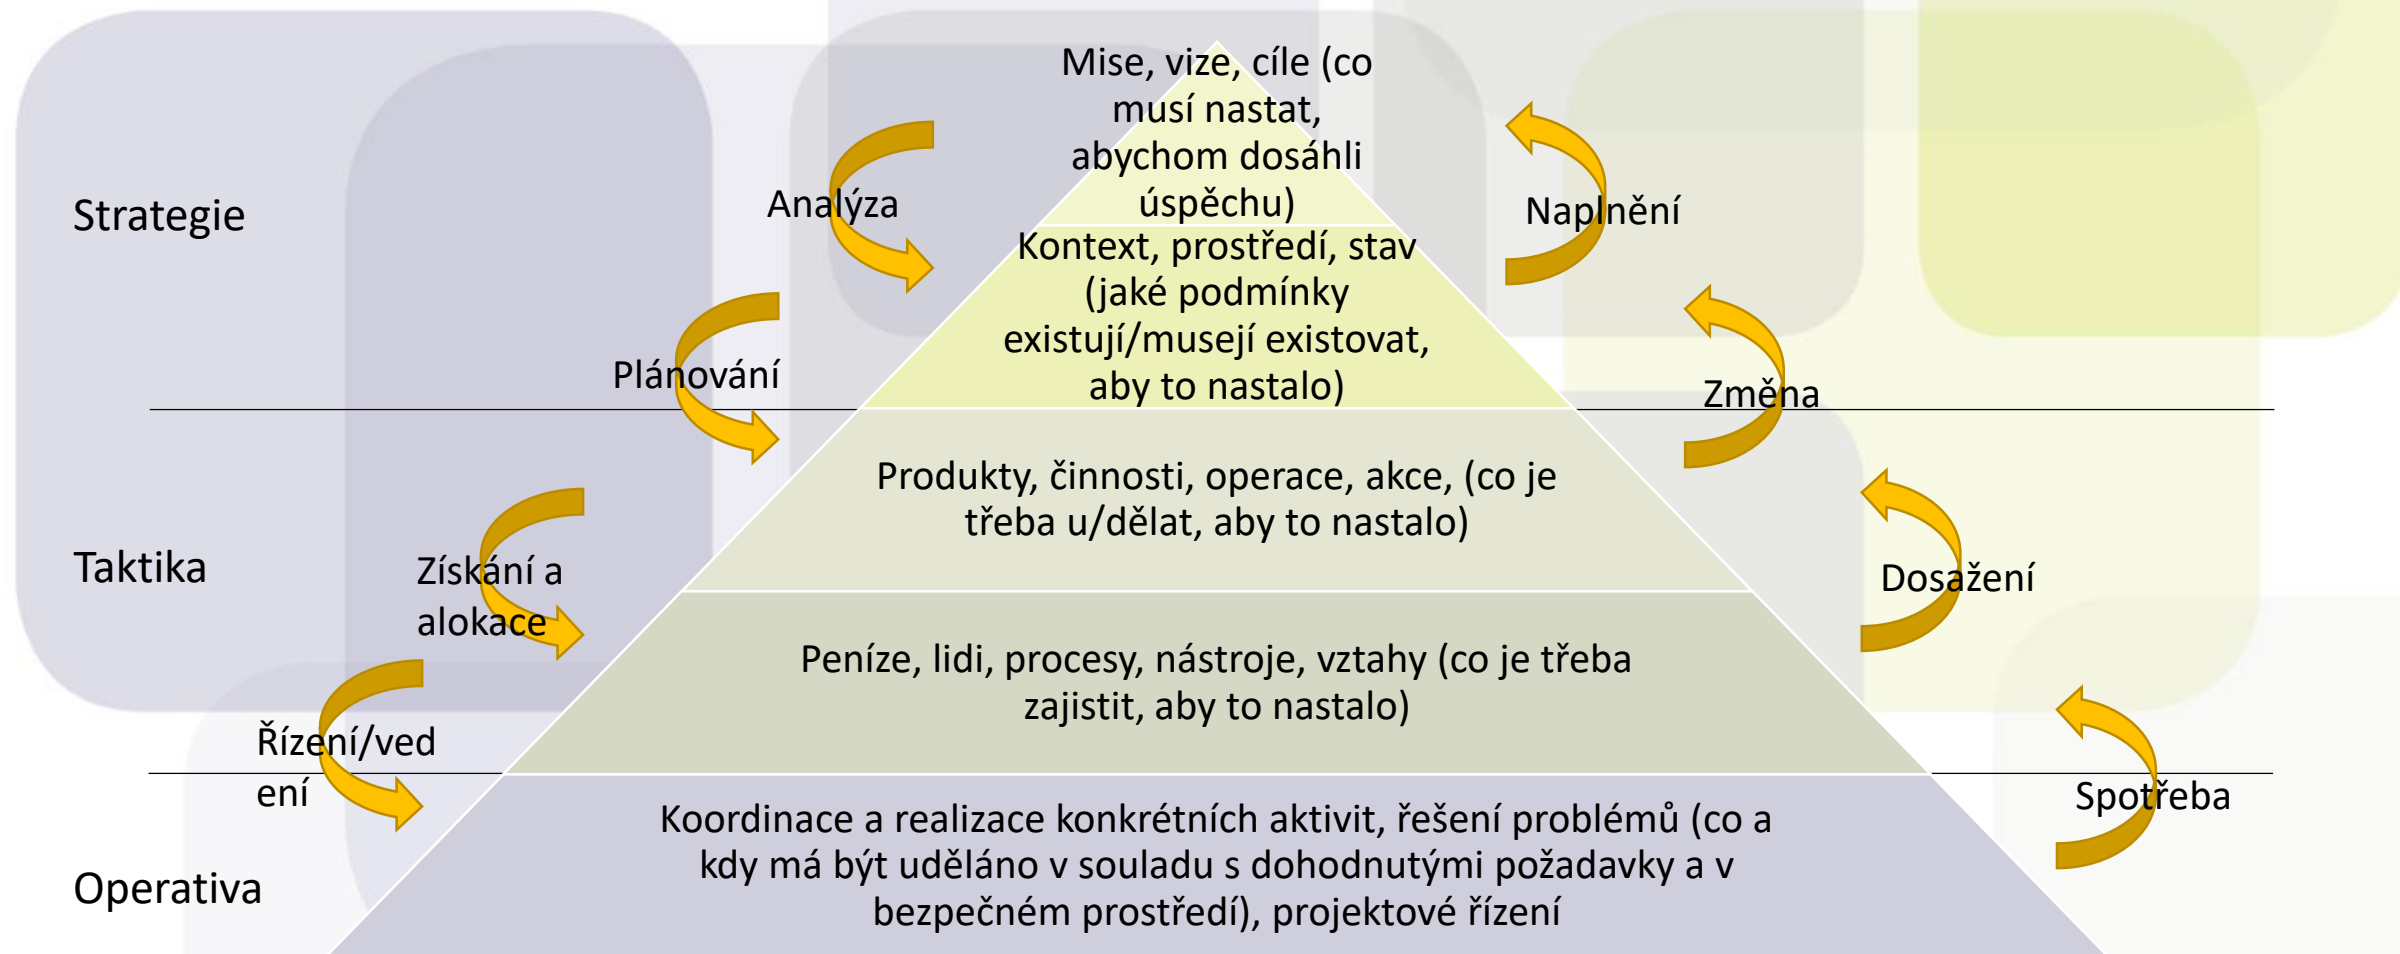 Mise, vize, cíle (co
musí nastat,
abychom dosáhli
úspěchu)
Strategie
Analýza
Naplnění
Kontext, prostředí, stav
(jaké podmínky
existují/musejí existovat,
aby to nastalo)
Plánování
Změna
Produkty, činnosti, operace, akce, (co je
třeba u/dělat, aby to nastalo)
Taktika
Získání a
alokace
Dosažení
Peníze, lidi, procesy, nástroje, vztahy (co je třeba
zajistit, aby to nastalo)
Řízení/ved
ení
Spotřeba
Koordinace a realizace konkrétních aktivit, řešení problémů (co a
kdy má být uděláno v souladu s dohodnutými požadavky a v
bezpečném prostředí), projektové řízení
Operativa